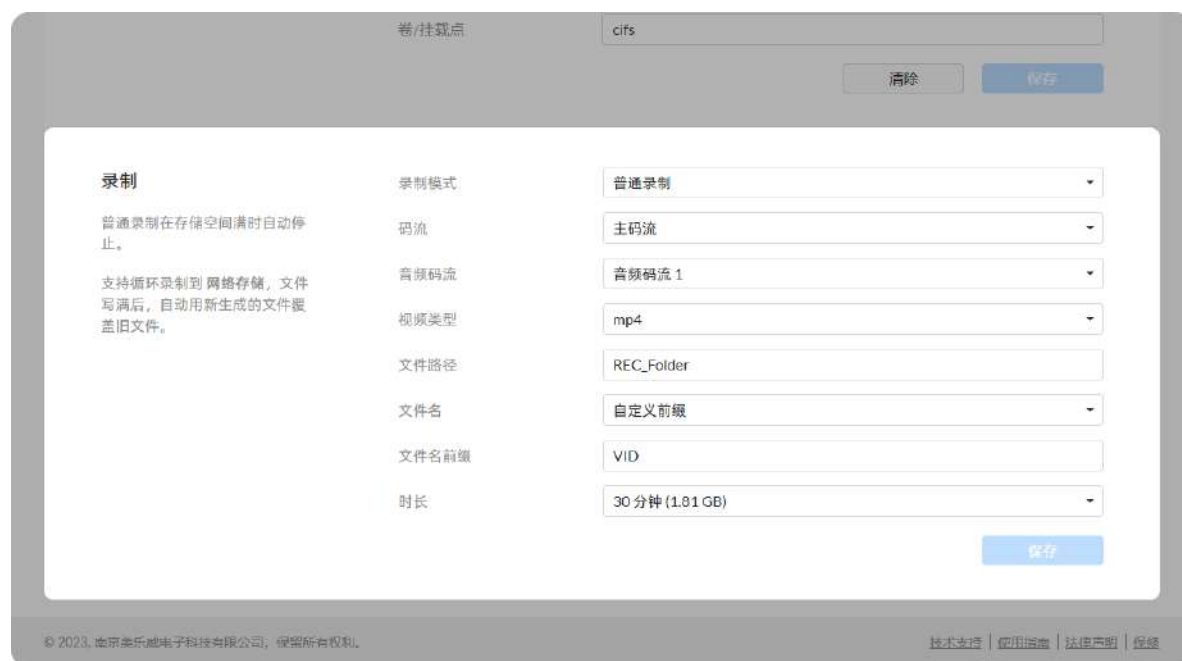 卷/挂载点 cifs
清除 保存
录制
普通录制在存储空间满时自动停
止。
支持循环录制到 网络存储，文件
写满后，自动用新生成的文件覆
盖旧文件。
录制模式 普通录制
码流 主码流
音频码流 音频码流 1
视频类型 mp4
文件路径 REC_Folder
文件名 自定义前缀
文件名前缀 VID
时长 30 分钟 (1.81 GB)
保存
© 2023, 南京美乐威电子科技有限公司，保留所有权利。 技术支持 | 使用指南 | 法律声明 | 保修